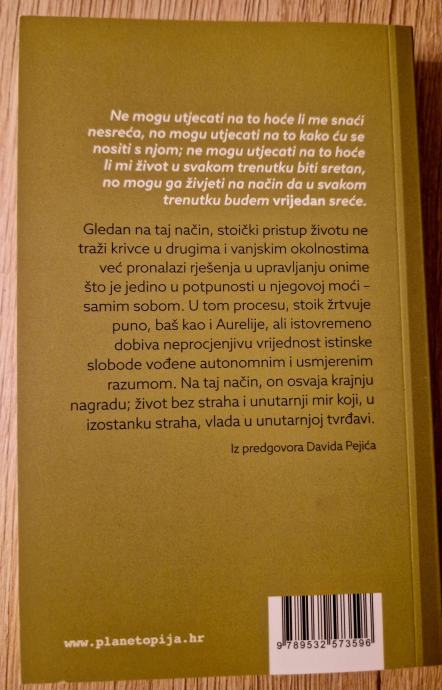 Ne mogu utjecati na to hoće li me snaći
nesreća, no mogu utjecati na to kako ću se
nositi s njom; ne mogu utjecati na to hoće
li mi život u svakom trenutku biti sretan,
no mogu ga živjeti na način da u svakom
trenutku budem vrijedan sreće.
Gledan na taj način, stoički pristup životu ne
traži krivce u drugima i vanjskim okolnostima
već pronalazi rješenja u upravljanju onime
što je jedino u potpunosti u njegovoj moći –
samim sobom. U tom procesu, stoik žrtvuje
puno, baš kao i Aurelije, ali istovremeno
dobiva neprocjenjivu vrijednost istinske
slobode vođene autonomnim i usmjerenim
razumom. Na taj način, on osvaja krajnju
nagradu; život bez straha i unutarnji mir koji, u
izostanku straha, vlada u unutarnjoj tvrđavi.
Iz predgovora Davida Pejića
www.planetopija.hr
9 789532 573596